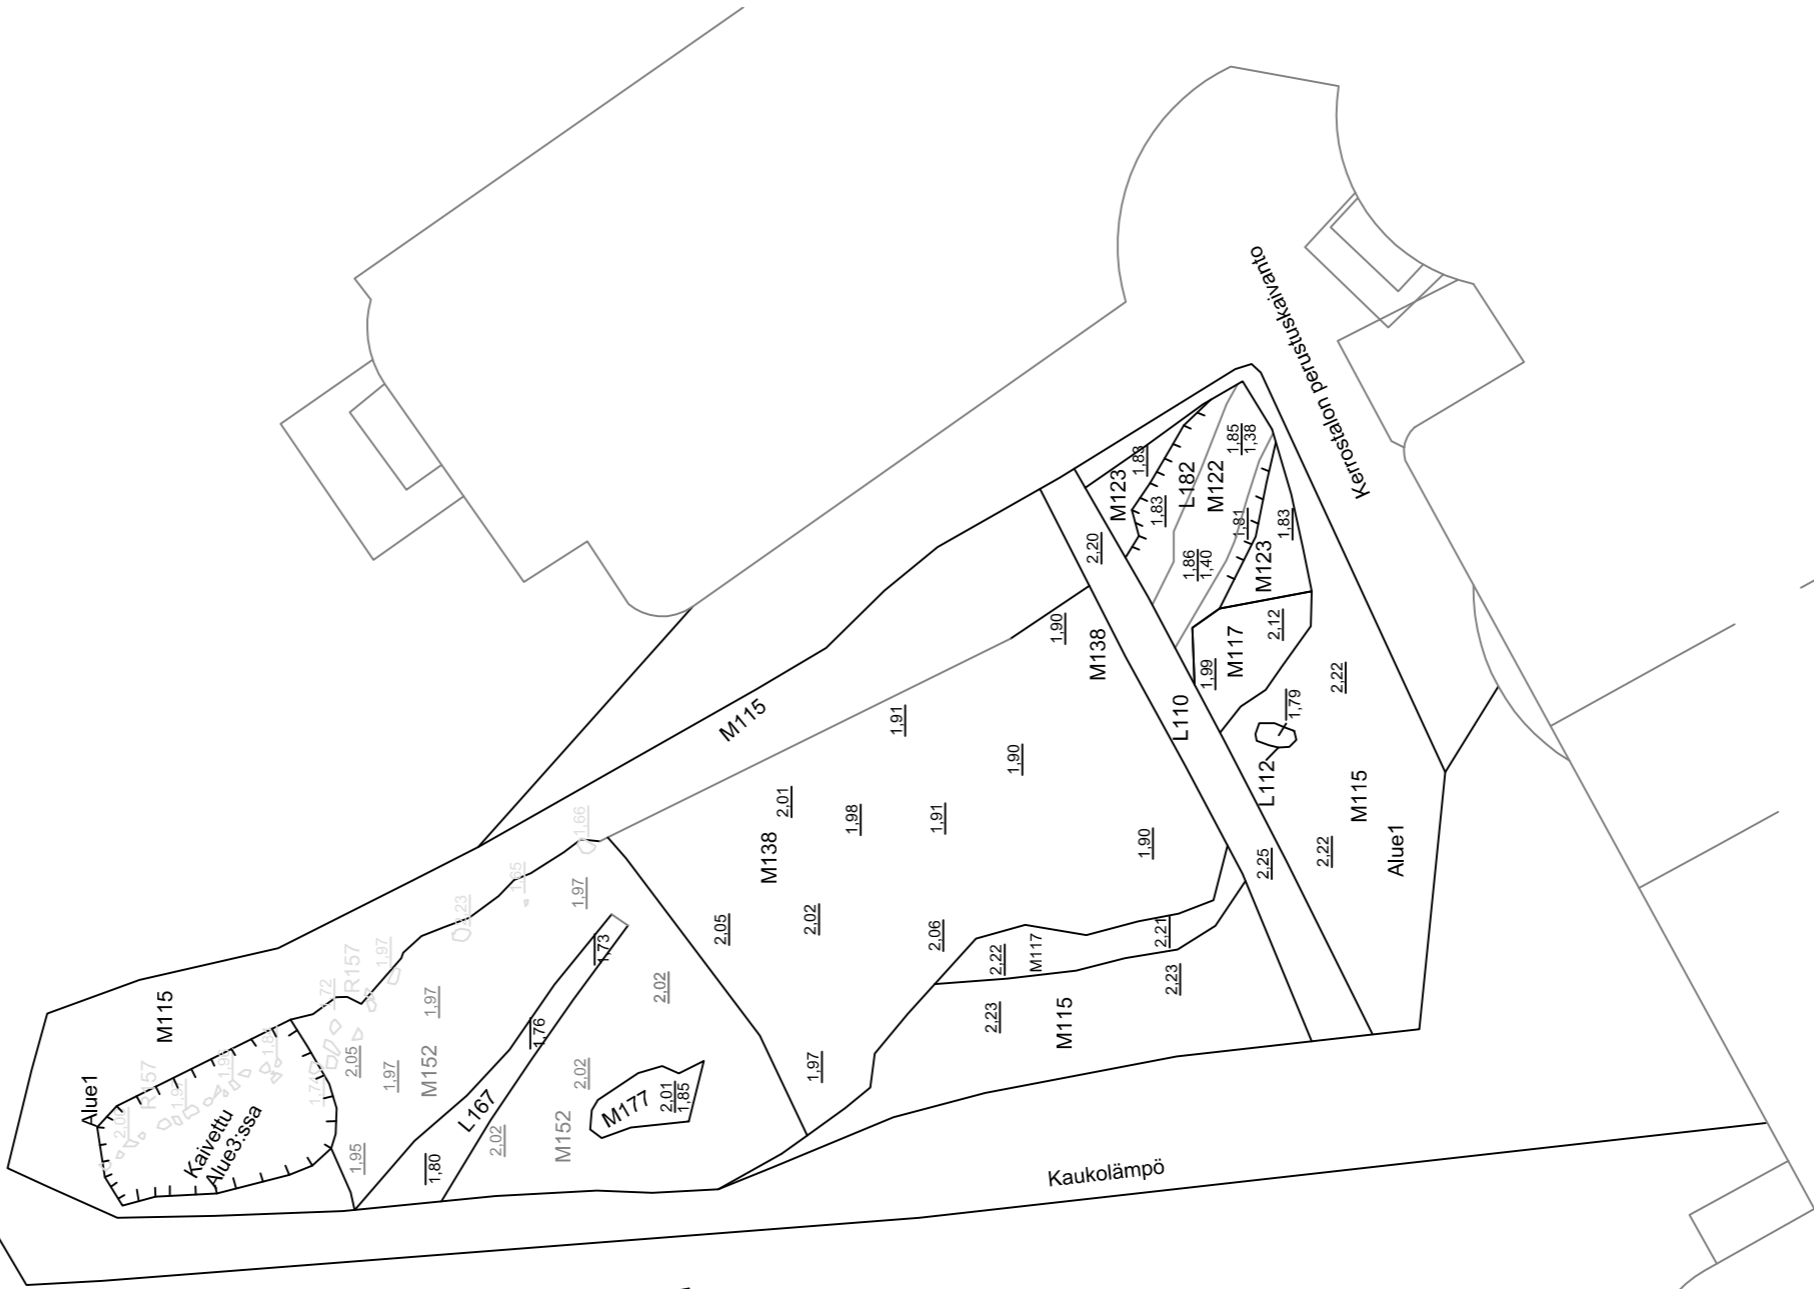 Kerrostalon perustuskaivanto
M123
1,83
L182
M122
1,85
1,38
1,83
1,86
1,40
1,81
1,83
M123
2,20
1,90
M138
M117
2,12
1,99
2,22
L110
1,79
L112
M115
Alue1
2,22
2,25
M115
1,91
1,90
2,01
1,98
1,91
1,90
M138
2,05
2,02
2,06
2,22
M117
2,21
2,23
2,23
M115
1,97
1,66
1,65
1,97
1,97
R157
1,97
1,73
2,02
1,76
M115
Alue1
R157
Kaivettu
Alue3:ssa
2,05
1,97
M152
1,95
1,80
L167
2,02
M152
2,02
M177
2,01
1,85
Kaukolämpö